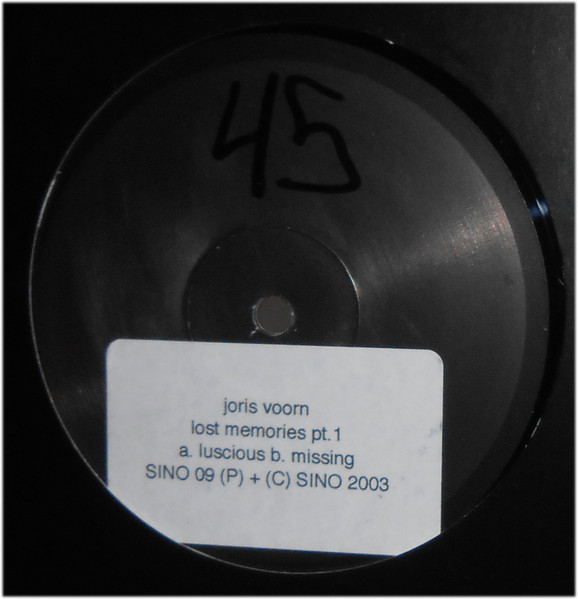 45
joris voorn
lost memories pt.1
a. luscious b. missing
SINO 09 (P) + (C) SINO 2003